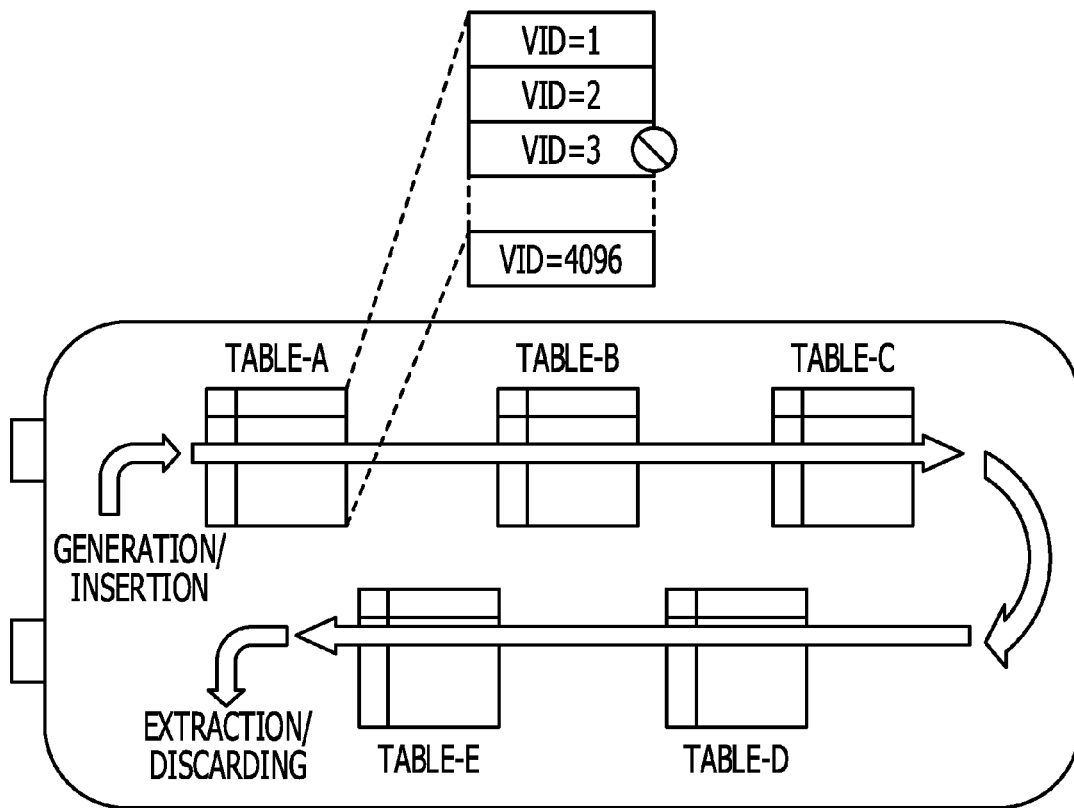 VID=1
VID=2
VID=3
VID=4096
TABLE-A
TABLE-B
TABLE-C
GENERATION/
INSERTION
EXTRACTION/
DISCARDING
TABLE-E
TABLE-D